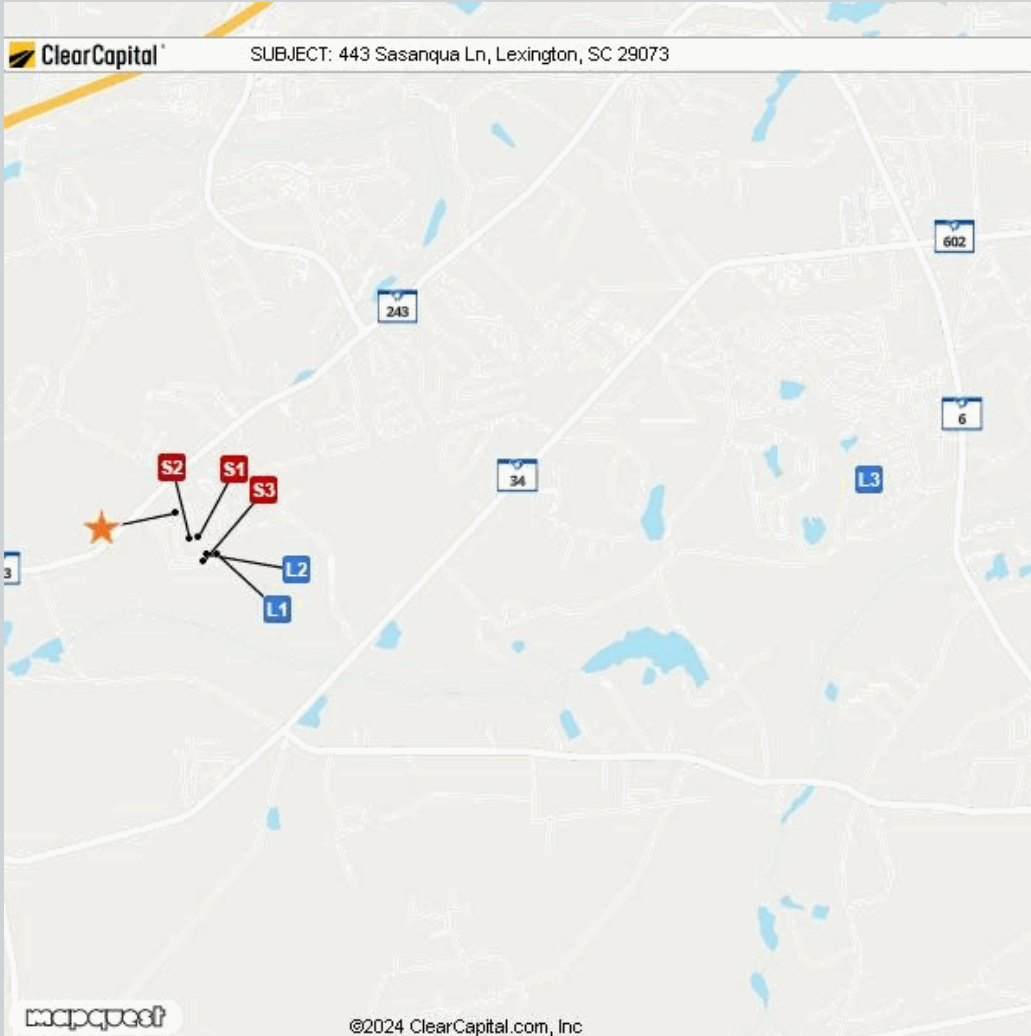 ClearCapital
SUBJECT: 443 Sasanqua Ln, Lexington, SC 29073
602
243
6
S2
S1
34
L3
S3
3
L2
L1
mapquest
©2024 ClearCapital.com, Inc